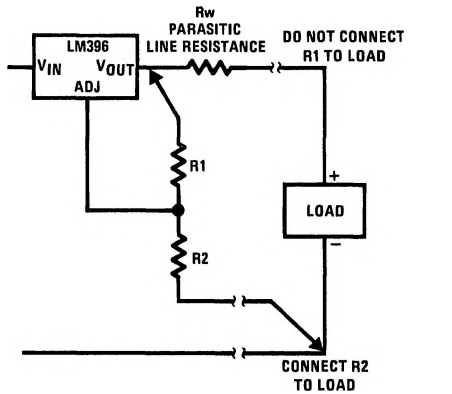 Rw
PARASITIC
LINE RESISTANCE
DO NOT CONNECT
R1 TO LOAD
LM396
VIN
VOUT
ADJ
R1
+
LOAD
−
R2
CONNECT R2
TO LOAD